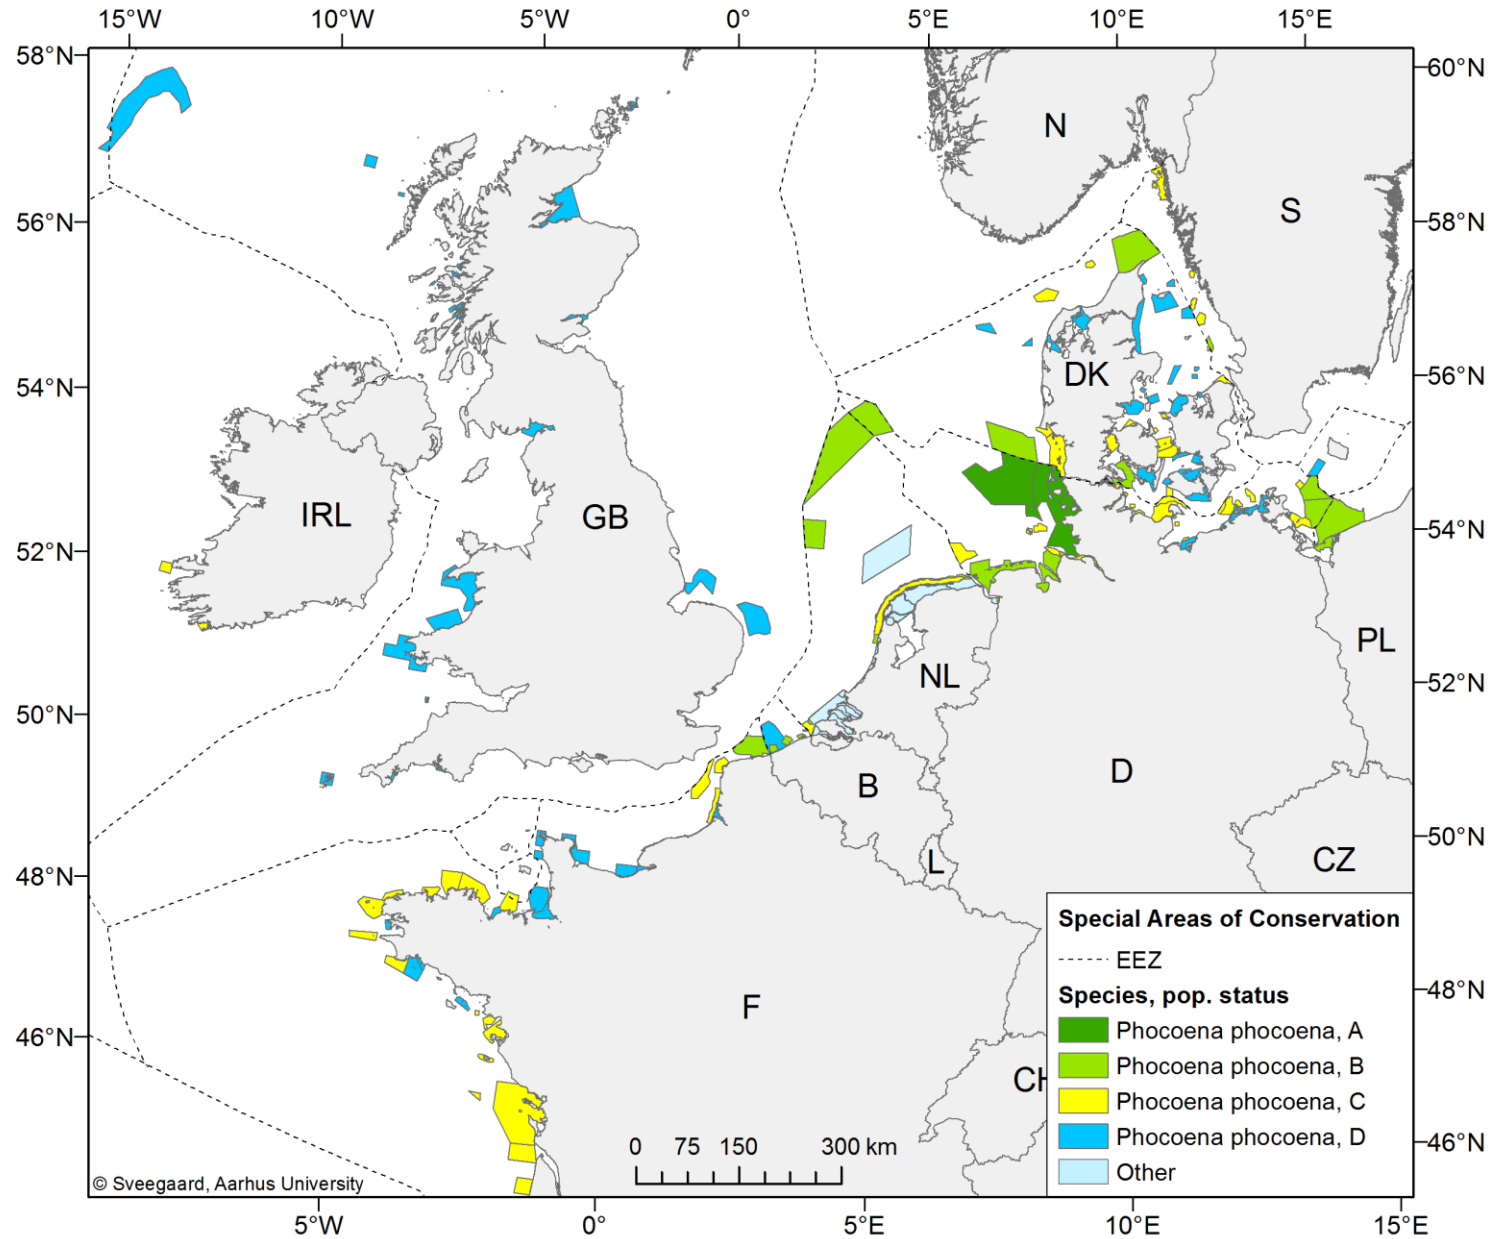 15°W 10°W 5°W 0° 5°E 10°E 15°E
58°N
60°N
N
S
56°N
58°N
54°N
DK
56°N
IRL
GB
52°N
54°N
PL
NL
50°N
52°N
B
D
L
CZ
48°N
50°N
F
CH
46°N
48°N
46°N
Special Areas of Conservation
EEZ
Species, pop. status
Phocoena phocoena, A
Phocoena phocoena, B
Phocoena phocoena, C
Phocoena phocoena, D
Other
0 75 150 300 km
© Sveegaard, Aarhus University
5°W 0° 5°E 10°E 15°E